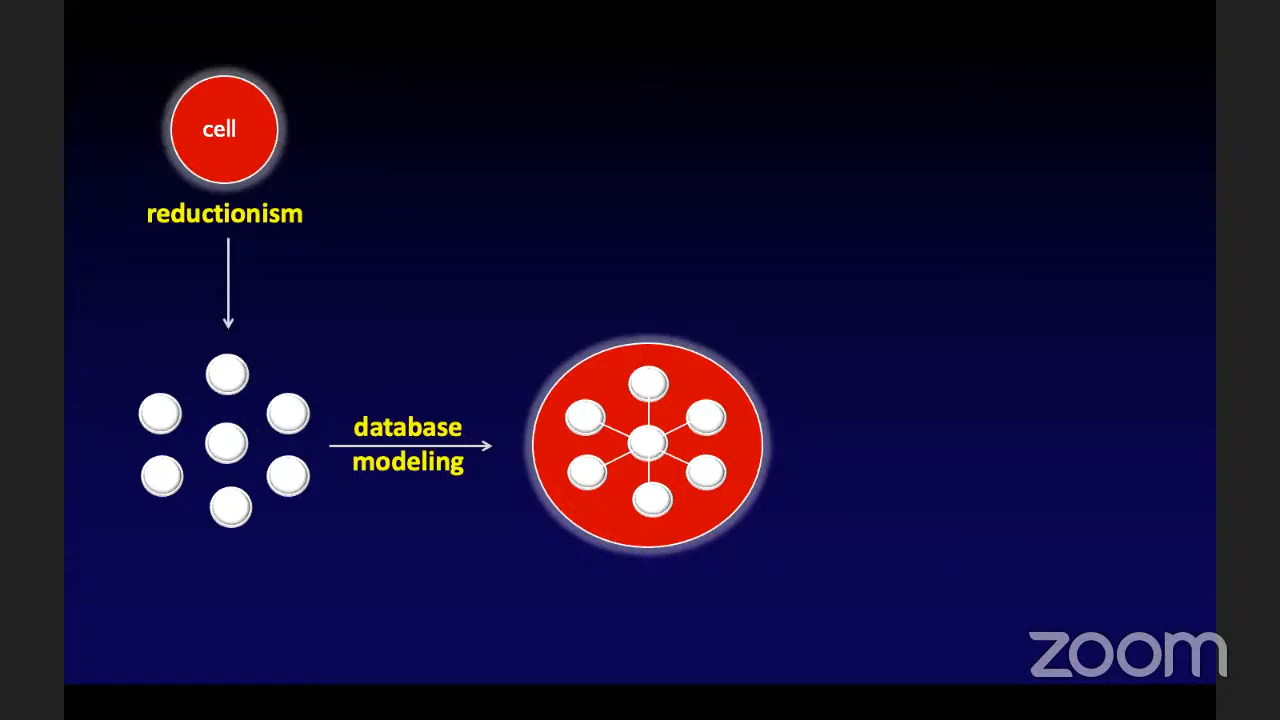 cell
reductionism
database
modeling
zoom